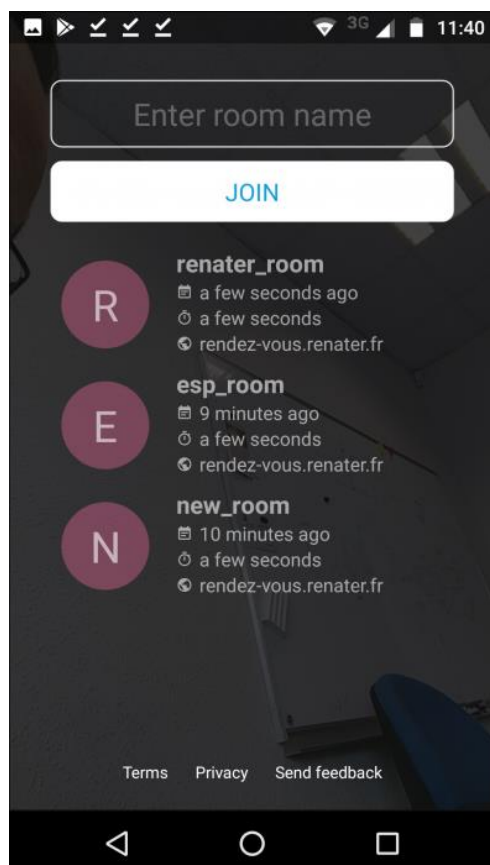 3G 11:40
Enter room name
JOIN
R
renater_room
a few seconds ago
a few seconds
rendez-vous.renater.fr
E
esp_room
9 minutes ago
a few seconds
rendez-vous.renater.fr
N
new_room
10 minutes ago
a few seconds
rendez-vous.renater.fr
Terms Privacy Send feedback